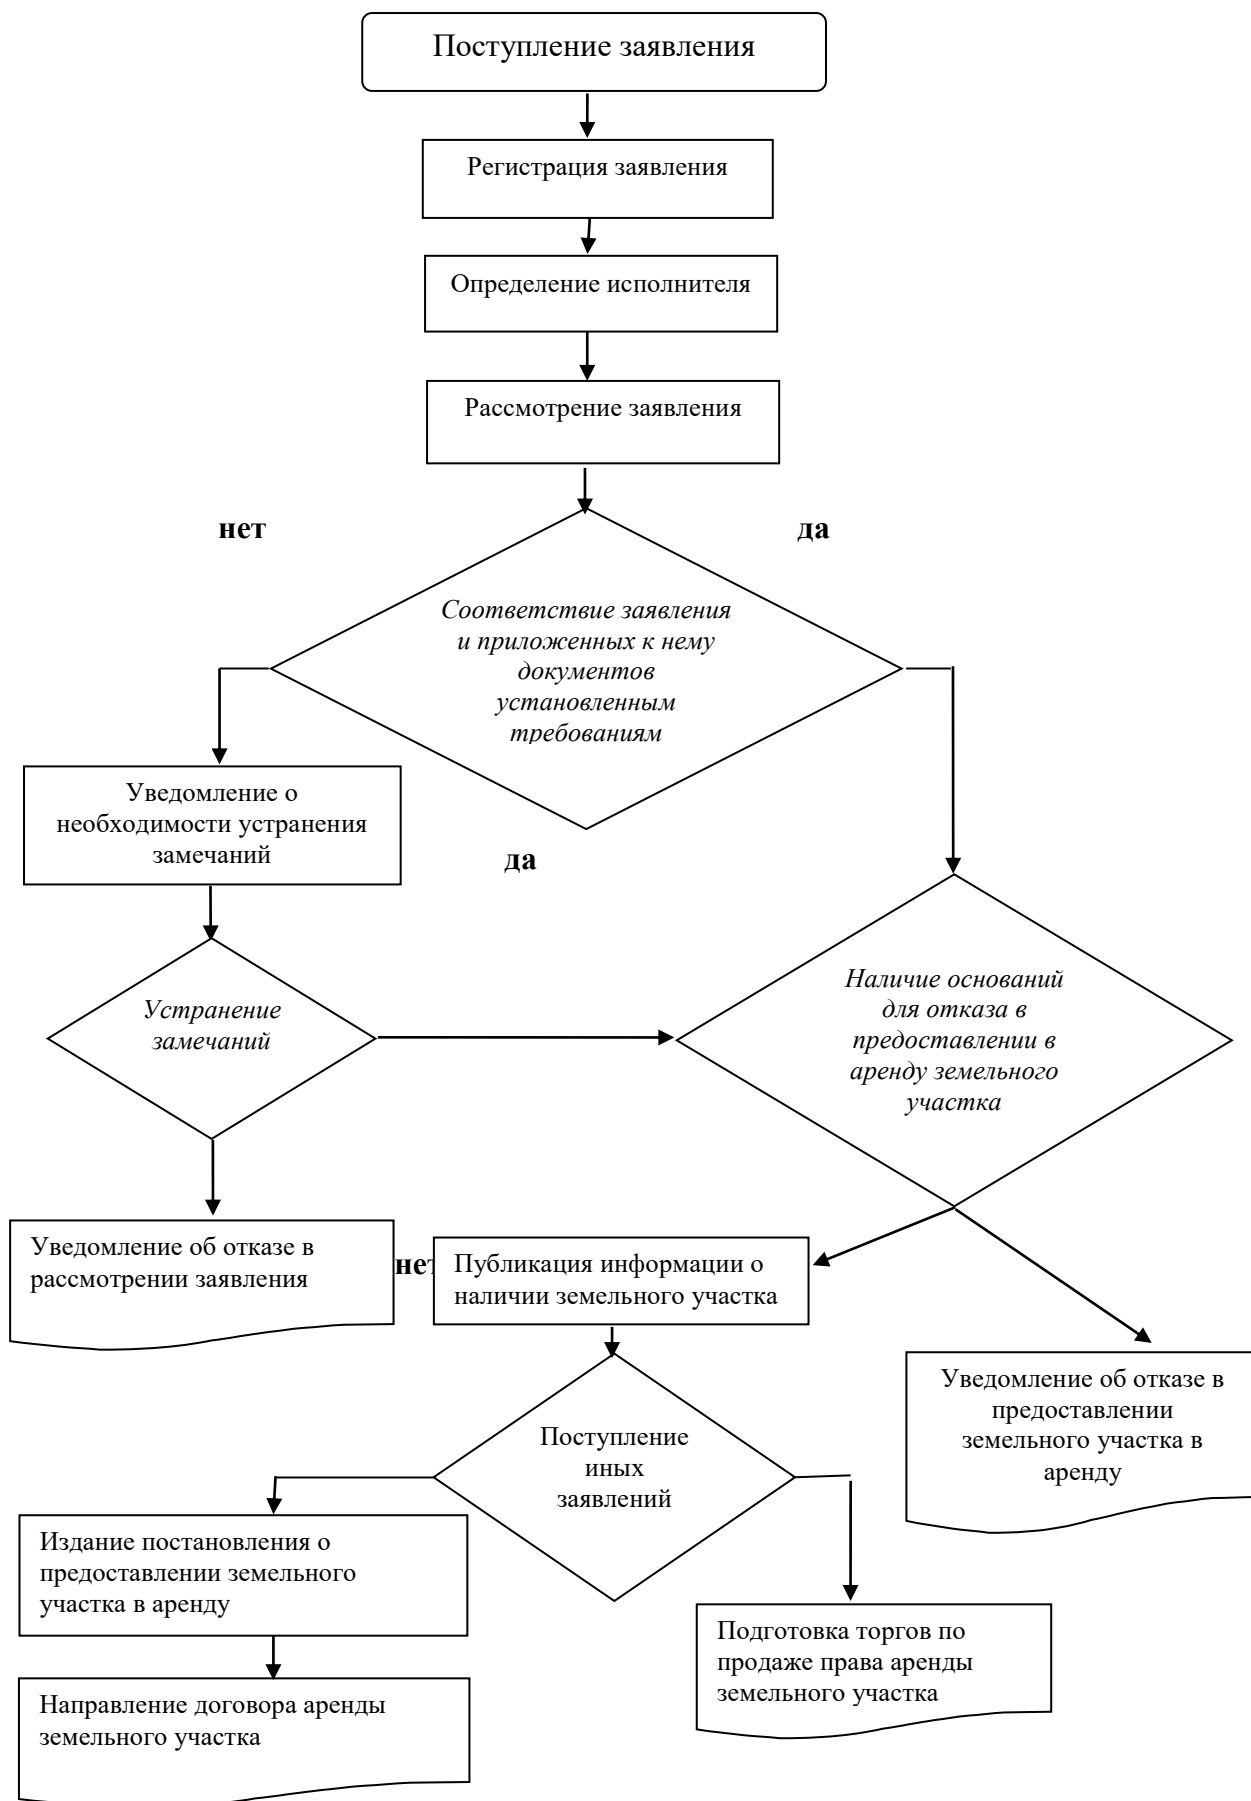 Поступление заявления
Регистрация заявления
Определение исполнителя
Рассмотрение заявления
нет
да
Соответствие заявления
и приложенных к нему
документов
установленным
требованиям
Уведомление о
необходимости устранения
замечаний
да
Устранение
замечаний
Наличие оснований
для отказа в
предоставлении в
аренду земельного
участка
Уведомление об отказе в
рассмотрении заявления
нет
Публикация информации о
наличии земельного участка
Уведомление об отказе в
предоставлении
земельного участка в
аренду
Поступление
иных
заявлений
Издание постановления о
предоставлении земельного
участка в аренду
Подготовка торгов по
продаже права аренды
земельного участка
Направление договора аренды
земельного участка